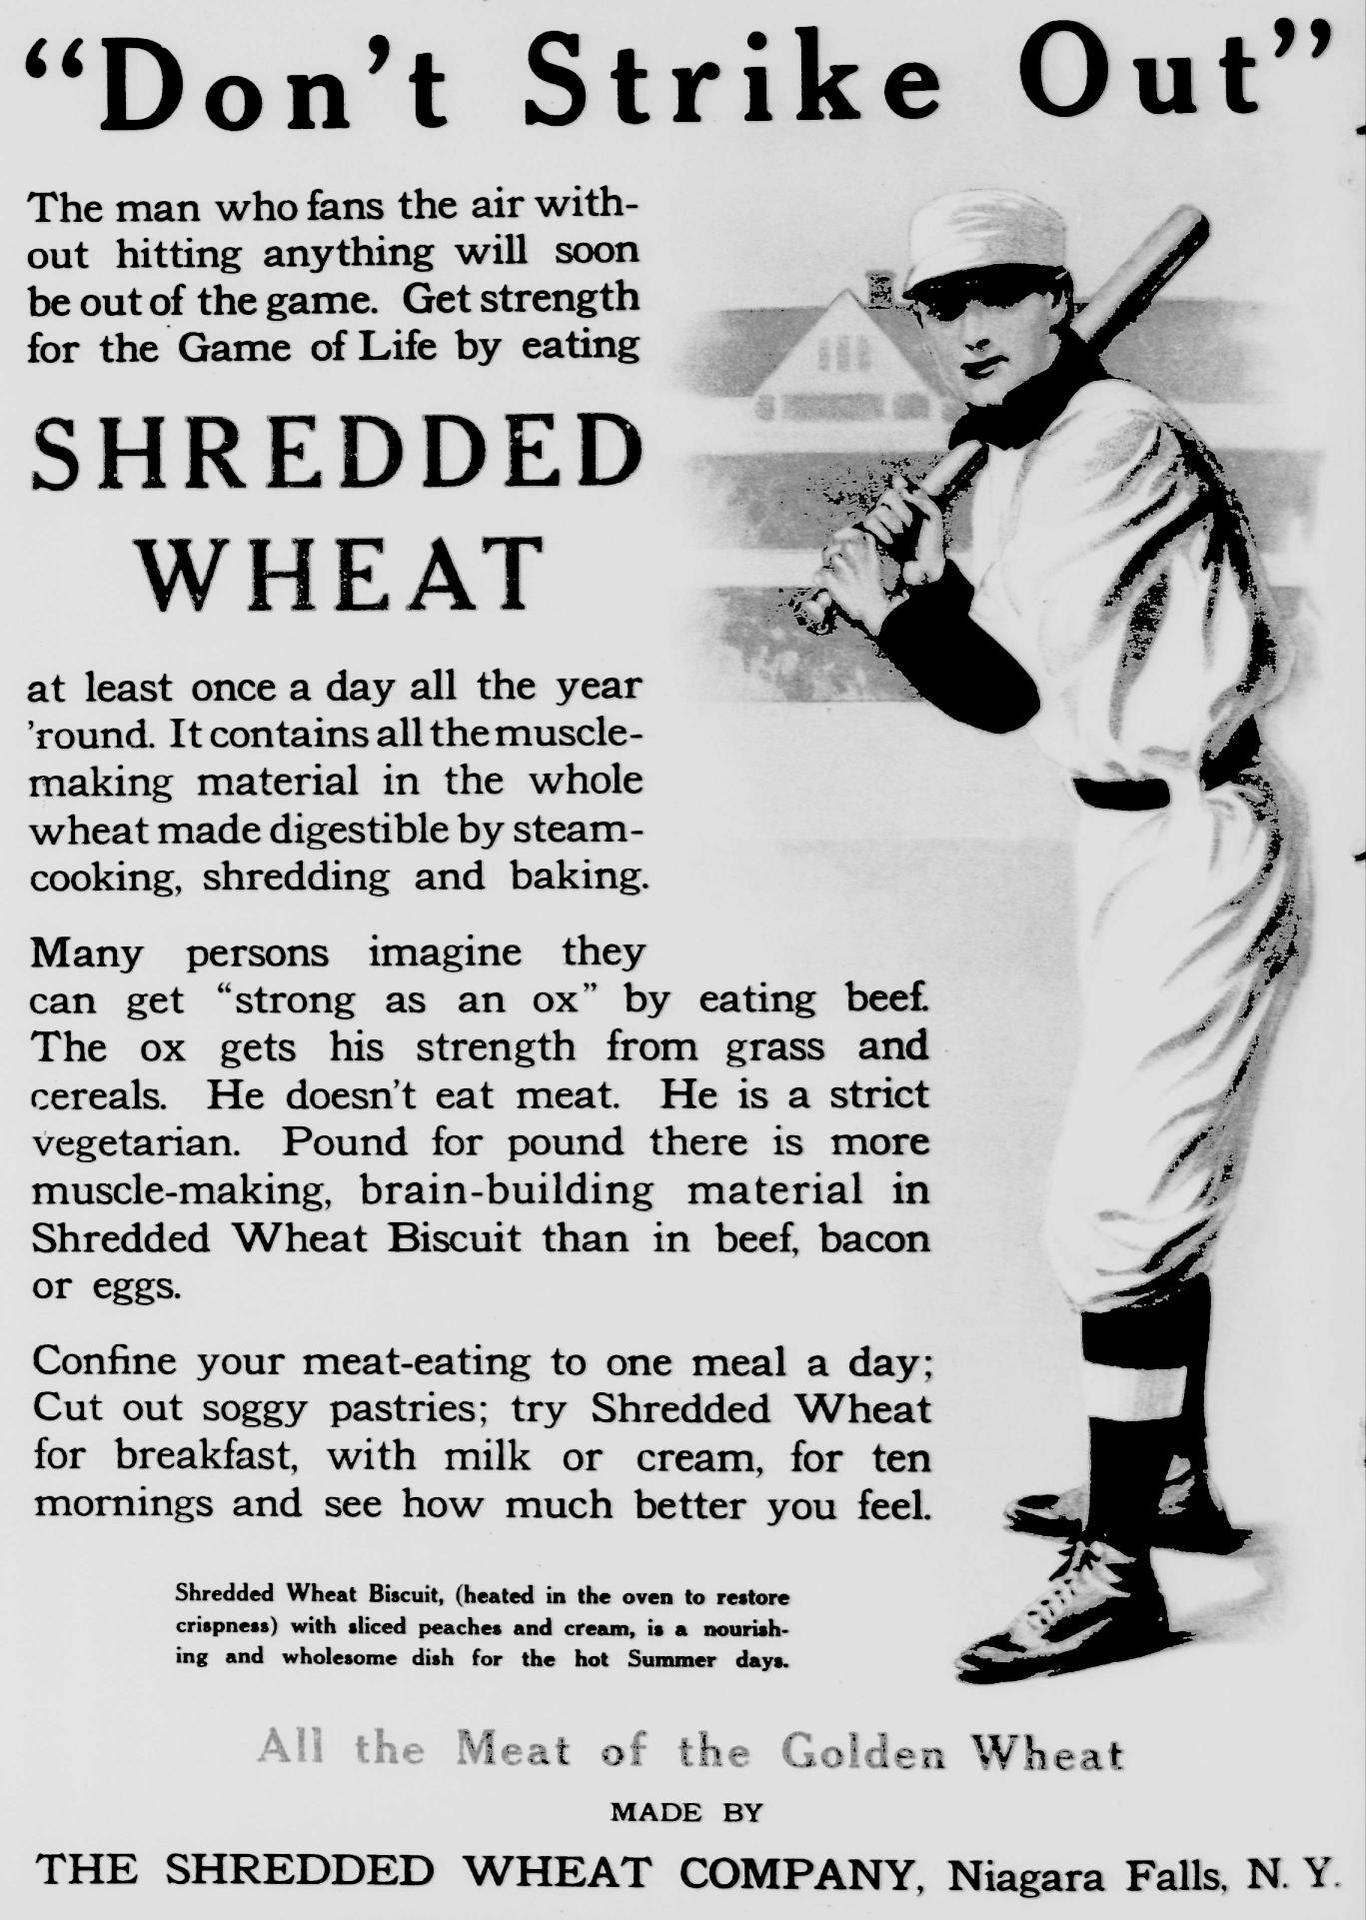 “Don't Strike Out”
The man who fans the air with-
out hitting anything will soon
be out of the game. Get strength
for the Game of Life by eating
SHREDDED
WHEAT
at least once a day all the year
'round. It contains all the muscle-
making material in the whole
wheat made digestible by steam-
cooking, shredding and baking.
Many persons imagine they
can get “strong as an ox” by eating beef.
The ox gets his strength from grass and
cereals. He doesn't eat meat. He is a strict
vegetarian. Pound for pound there is more
muscle-making, brain-building material in
Shredded Wheat Biscuit than in beef, bacon
or eggs.
Confine your meat-eating to one meal a day;
Cut out soggy pastries; try Shredded Wheat
for breakfast, with milk or cream, for ten
mornings and see how much better you feel.
Shredded Wheat Biscuit, (heated in the oven to restore
crispness) with sliced peaches and cream, is a nourish-
ing and wholesome dish for the hot Summer days.
All the Meat of the Golden Wheat
MADE BY
THE SHREDDED WHEAT COMPANY, Niagara Falls, N. Y.